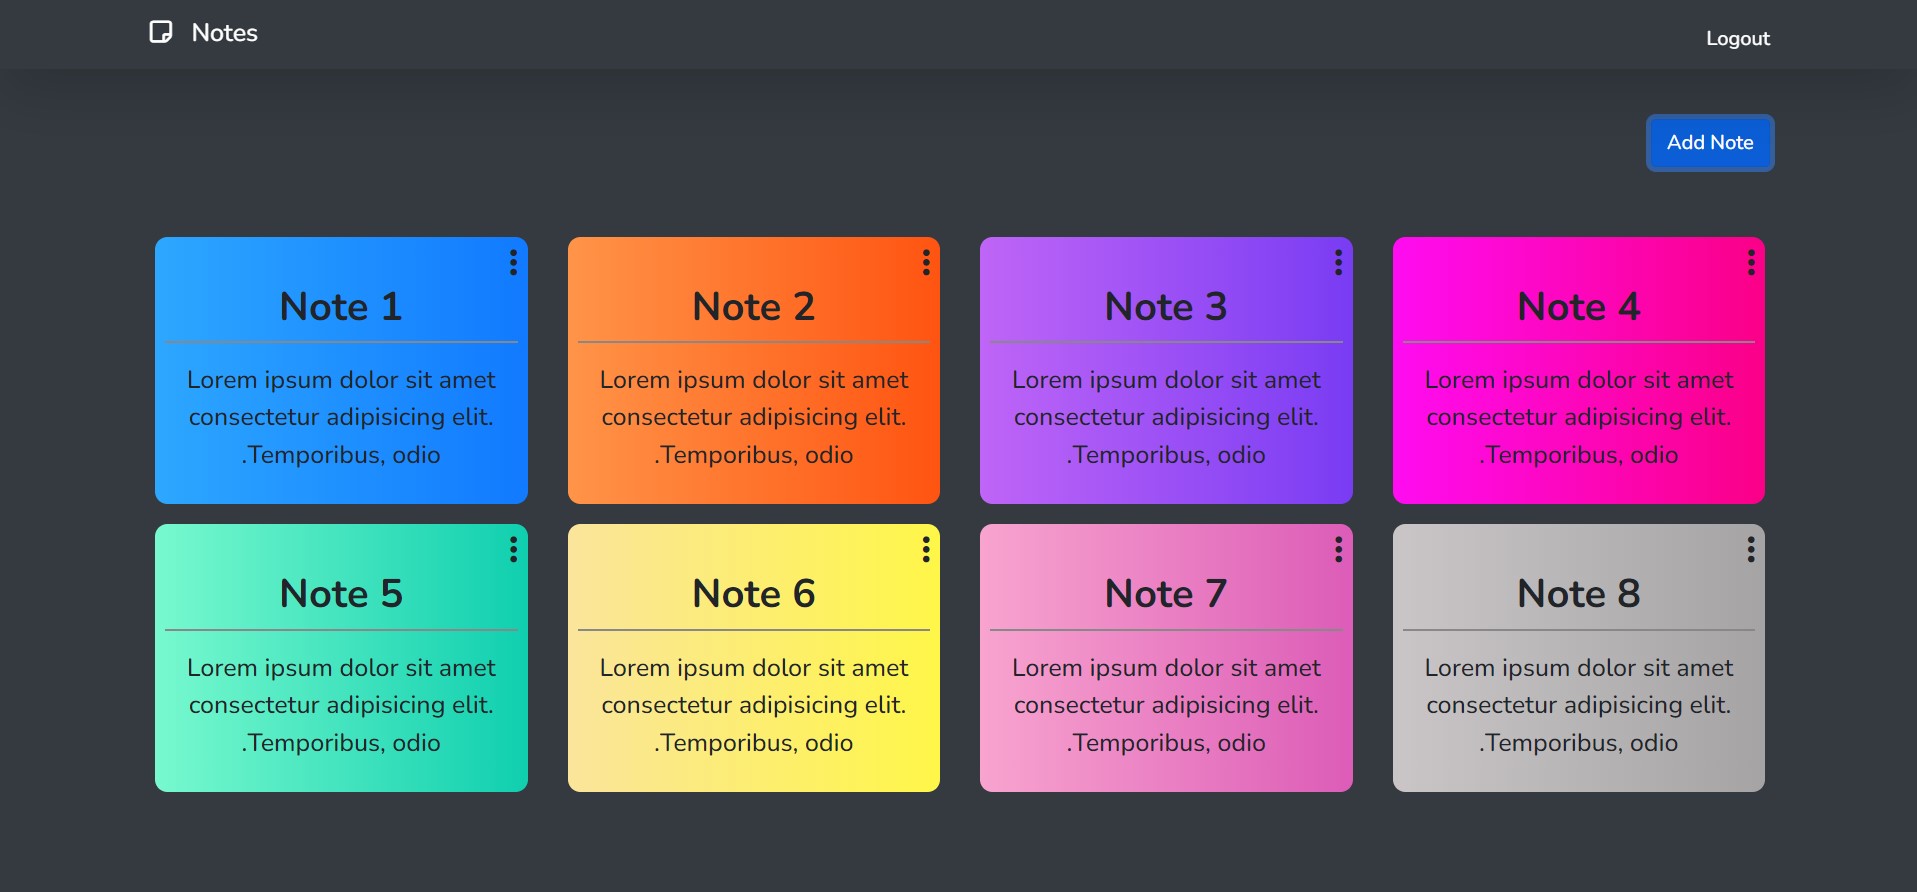 Notes
Logout
Add Note
Note 1
Lorem ipsum dolor sit amet
consectetur adipisicing elit.
.Temporibus, odio
Note 2
Lorem ipsum dolor sit amet
consectetur adipisicing elit.
.Temporibus, odio
Note 3
Lorem ipsum dolor sit amet
consectetur adipisicing elit.
.Temporibus, odio
Note 4
Lorem ipsum dolor sit amet
consectetur adipisicing elit.
.Temporibus, odio
Note 5
Lorem ipsum dolor sit amet
consectetur adipisicing elit.
.Temporibus, odio
Note 6
Lorem ipsum dolor sit amet
consectetur adipisicing elit.
.Temporibus, odio
Note 7
Lorem ipsum dolor sit amet
consectetur adipisicing elit.
.Temporibus, odio
Note 8
Lorem ipsum dolor sit amet
consectetur adipisicing elit.
.Temporibus, odio